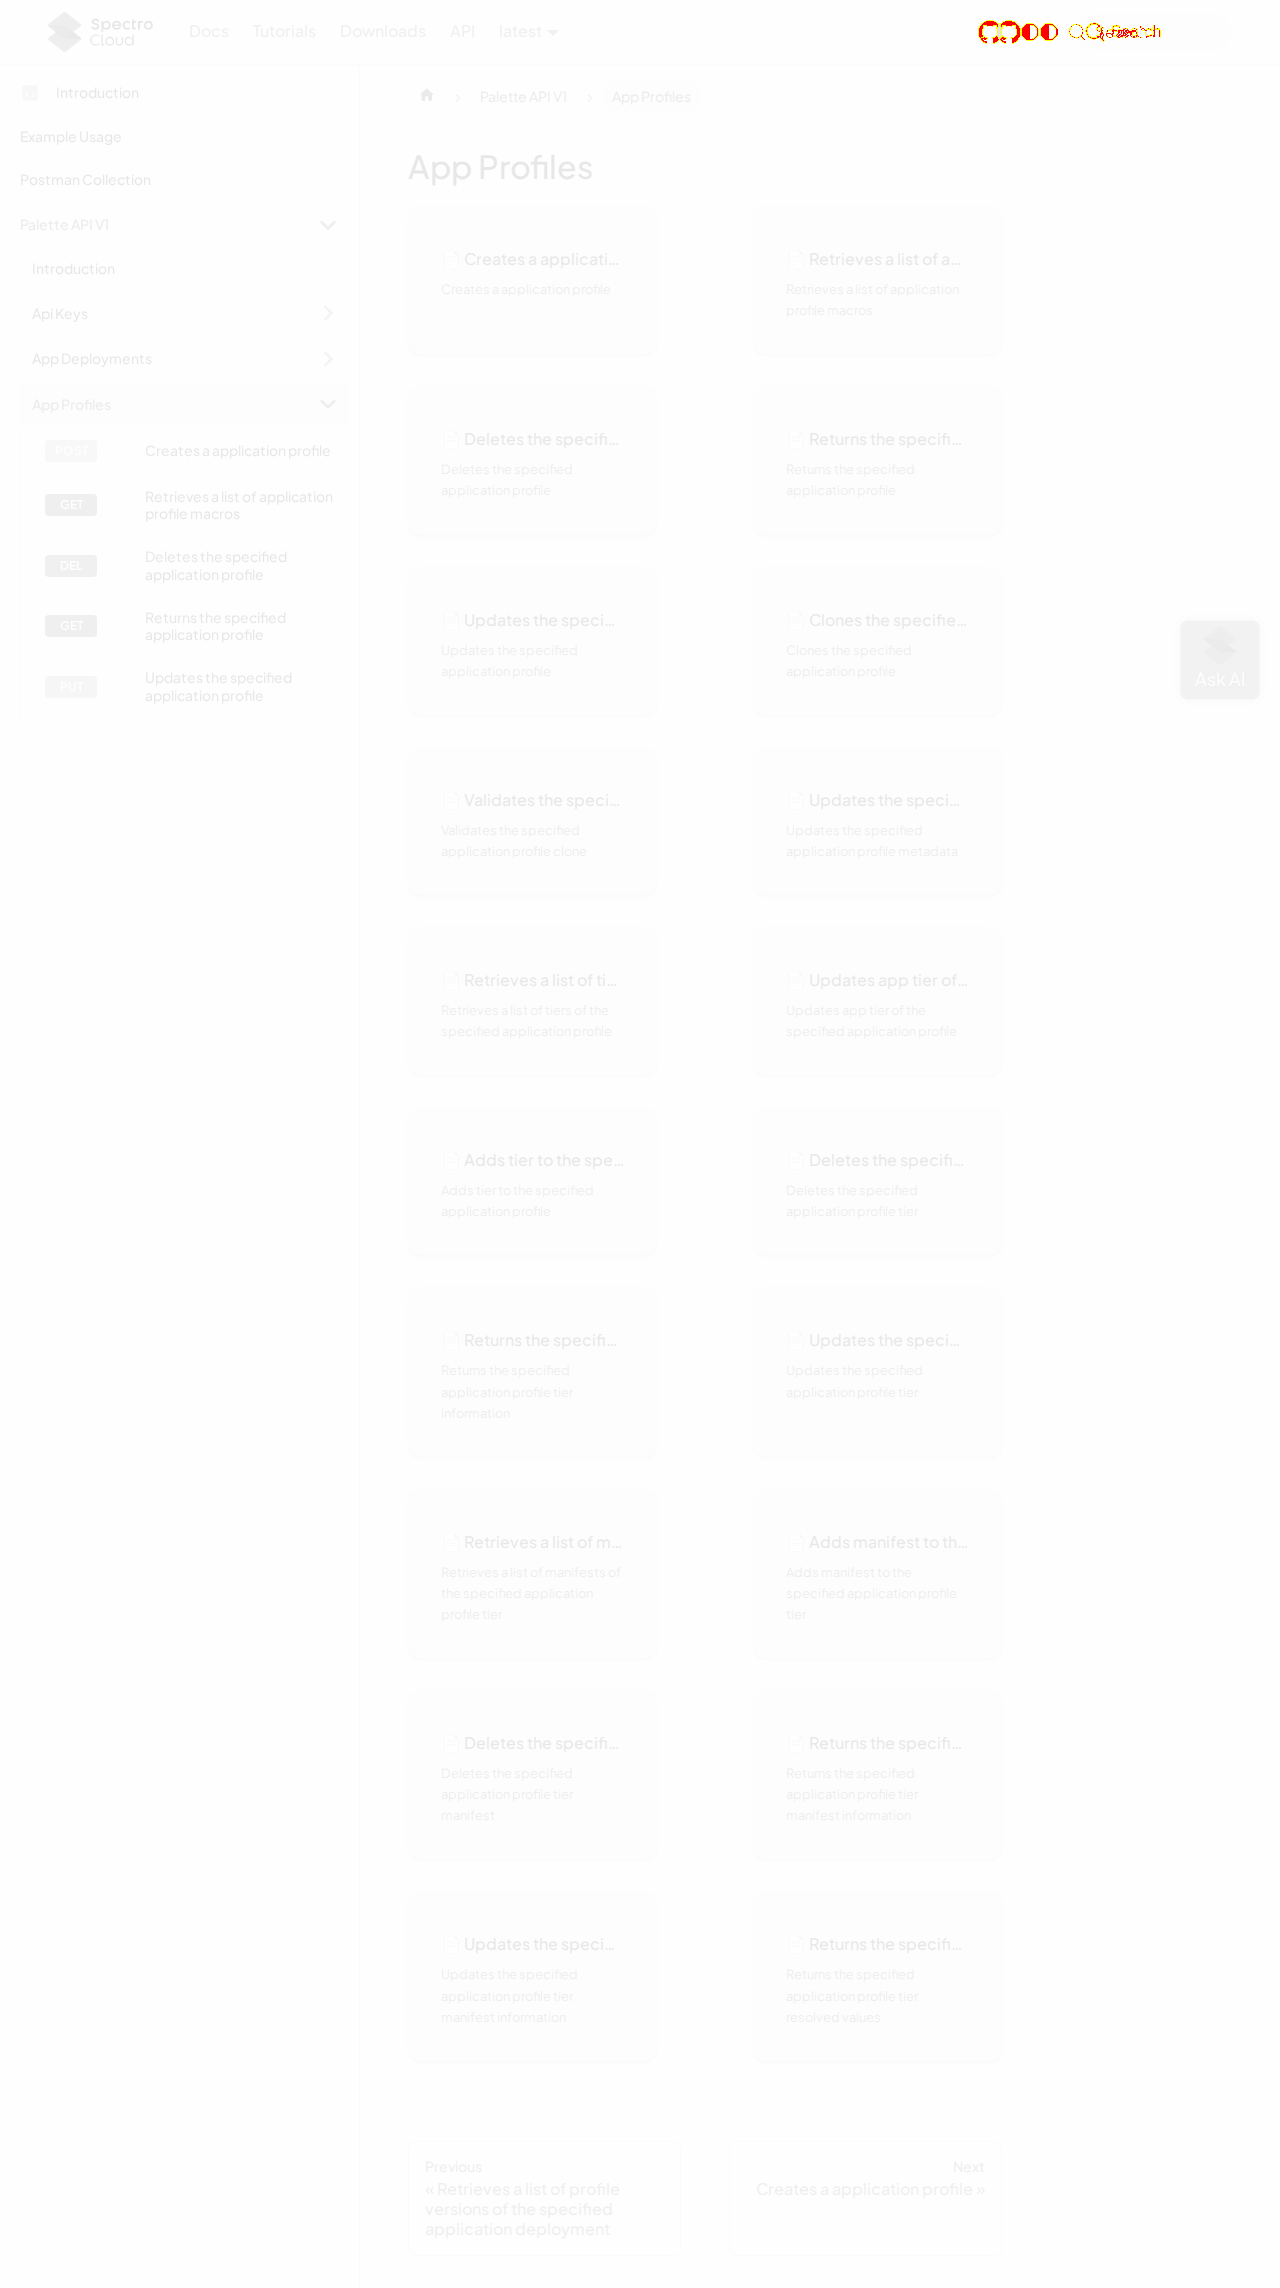 Spectro Cloud
Docs
Tutorials
Downloads
API
latest
Introduction
Example Usage
Postman Collection
Palette API V1
Introduction
Api Keys
App Deployments
App Profiles
POST Creates a application profile
GET Retrieves a list of application
profile macros
DEL Deletes the specified
application profile
GET Returns the specified
application profile
PUT Updates the specified
application profile
Palette API V1
App Profiles
App Profiles
Creates a applicati...
Creates a application profile
Retrieves a list of a...
Retrieves a list of application
profile macros
Deletes the specifi...
Deletes the specified
application profile
Returns the specifi...
Returns the specified
application profile
Updates the speci...
Updates the specified
application profile
Clones the specifie...
Clones the specified
application profile
Validates the speci...
Validates the specified
application profile clone
Updates the speci...
Updates the specified
application profile metadata
Retrieves a list of ti...
Retrieves a list of tiers of the
specified application profile
Updates app tier of...
Updates app tier of the
specified application profile
Adds tier to the spe...
Adds tier to the specified
application profile
Deletes the specifi...
Deletes the specified
application profile tier
Returns the specifi...
Returns the specified
application profile tier
information
Updates the speci...
Updates the specified
application profile tier
Retrieves a list of m...
Retrieves a list of manifests of
the specified application
profile tier
Adds manifest to th...
Adds manifest to the
specified application profile
tier
Deletes the specifi...
Deletes the specified
application profile tier
manifest
Returns the specifi...
Returns the specified
application profile tier
manifest information
Updates the speci...
Updates the specified
application profile tier
manifest information
Returns the specifi...
Returns the specified
application profile tier
resolved values
Ask AI
Previous
« Retrieves a list of profile
versions of the specified
application deployment
Next
Creates a application profile »